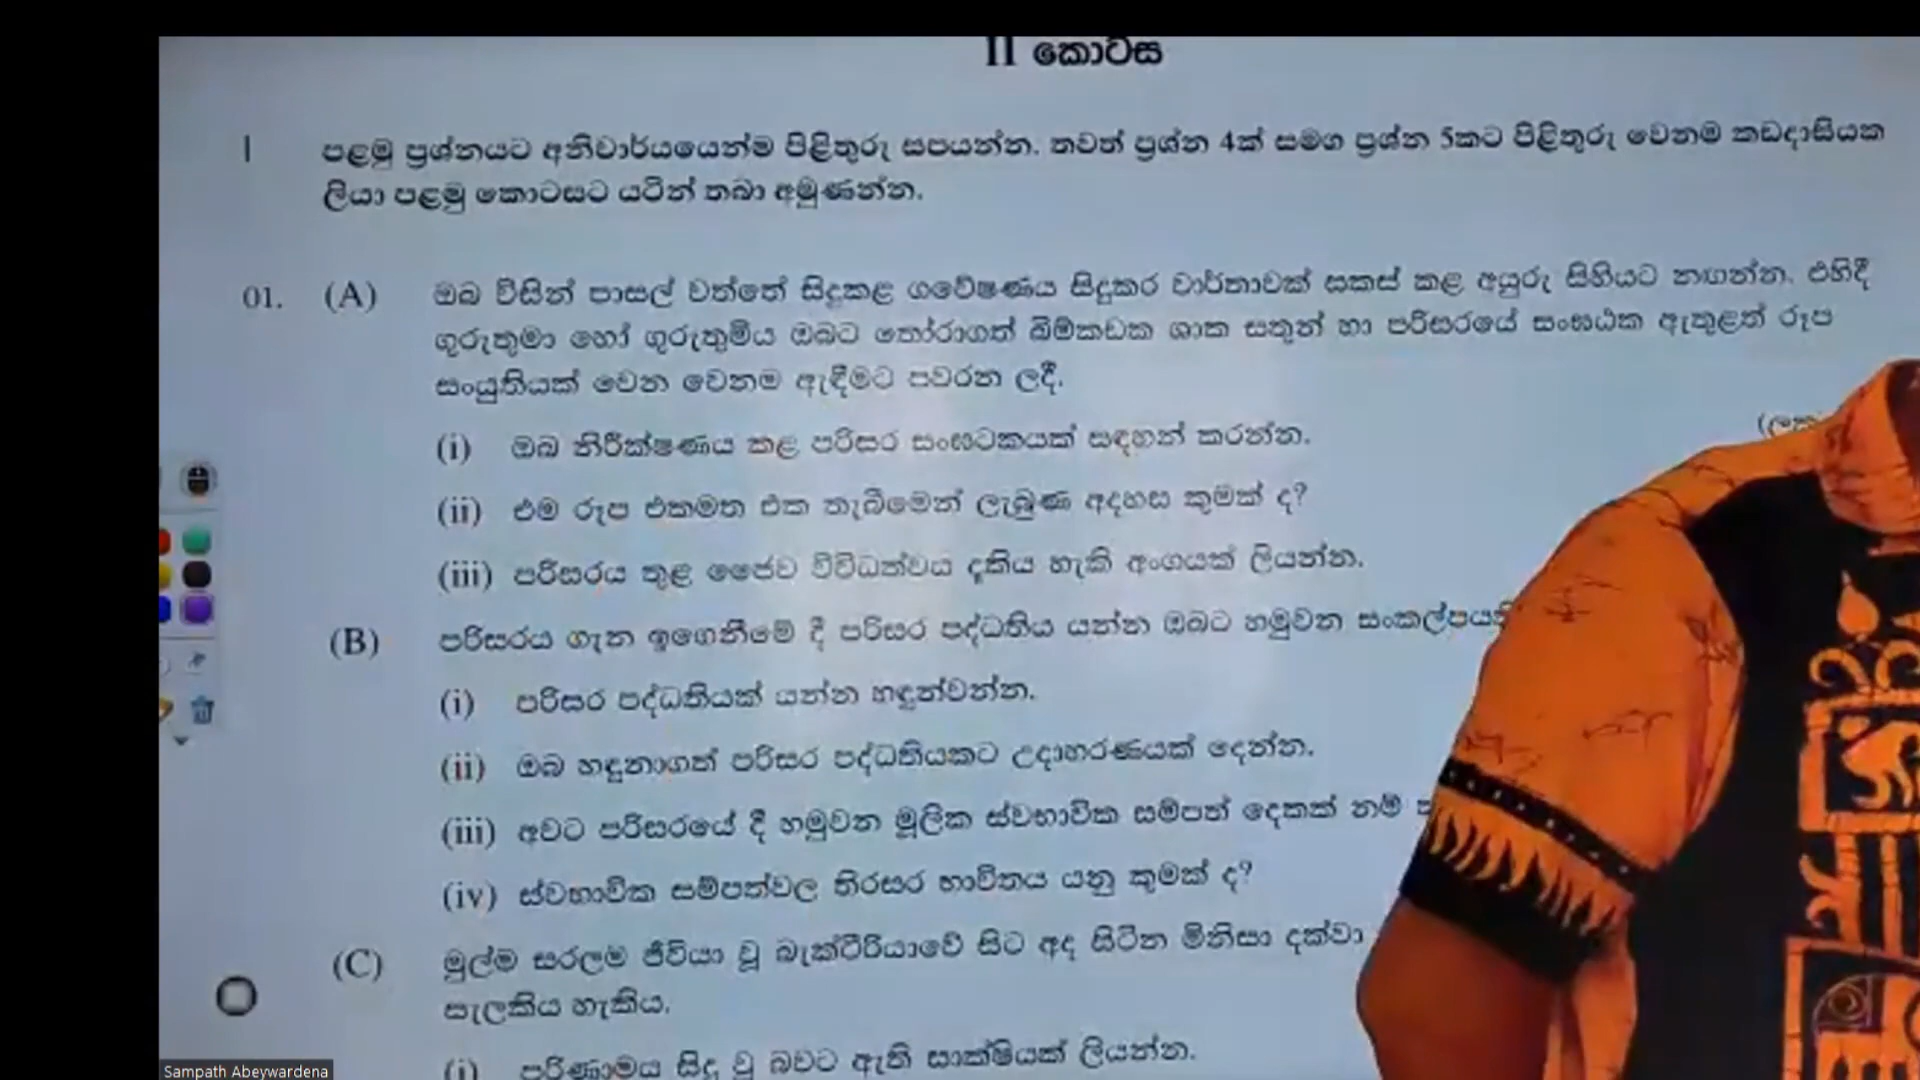 II කොටස
I පළමු ප්‍රශ්නයට අනිවාර්යයෙන්ම පිළිතුරු සපයන්න. තවත් ප්‍රශ්න 4ක් සමග ප්‍රශ්න 5කට පිළිතුරු වෙනම කඩදාසියක
ලියා පළමු කොටසට යටින් තබා අමුණන්න.
01. (A) ඔබ විසින් පාසල් වත්තේ සිදුකළ ගවේෂණය සිදුකර වාර්තාවක් සකස් කළ අයුරු සිහියට නගන්න. එහිදී
ගුරුතුමා හෝ ගුරුතුමිය ඔබට තෝරාගත් බිම්කඩක ශාක සතුන් හා පරිසරයේ සංඝඨක ඇතුළත් රූප
සංයුතියක් වෙන වෙනම ඇඳීමට පවරන ලදී.
(i) ඔබ නිරීක්ෂණය කළ පරිසර සංඝටකයක් සඳහන් කරන්න.
(ii) එම රූප එකමත එක තැබීමෙන් ලැබුණ අදහස කුමක් ද?
(iii) පරිසරය තුළ ජෛව විවිධත්වය දැකිය හැකි අංගයක් ලියන්න.
(B) පරිසරය ගැන ඉගෙනීමේ දී පරිසර පද්ධතිය යන්න ඔබට හමුවන
(i) පරිසර පද්ධතියක් යන්න හඳුන්වන්න.
(ii) ඔබ හඳුනාගත් පරිසර පද්ධතියකට උදාහරණයක් දෙන්න.
(iii) අවට පරිසරයේ දී හමුවන මූලික ස්වභාවික සම්පත් දෙකක් නම්
(iv) ස්වභාවික සම්පත්වල තිරසර භාවිතය යනු කුමක් ද?
(C) මුල්ම සරලම ජීවියා වූ බැක්ටීරියාවේ සිට අද සිටින මිනිසා දක්වා
සැලකිය හැකිය.
(i) පරිණාමය සිදු වූ බවට ඇති සාක්ෂියක් ලියන්න.
Sampath Abeywardena